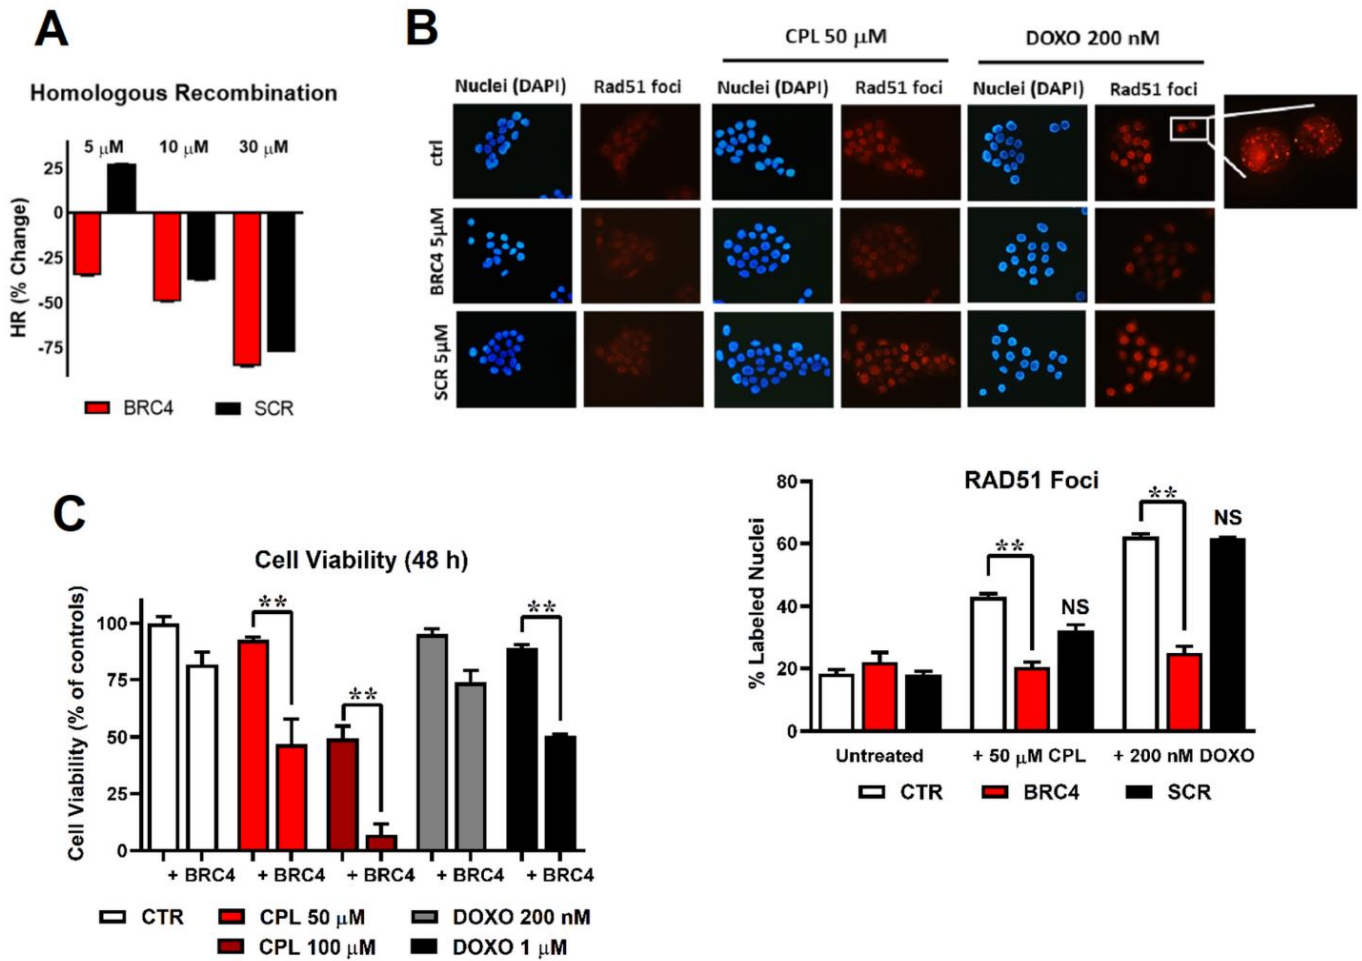 A
Homologous Recombination
5 μM 10 μM 30 μM
25
0
-25
-50
-75
HR (% Change)
BRC4 SCR
B
CPL 50 μM DOXO 200 nM
Nuclei (DAPI) Rad51 foci Nuclei (DAPI) Rad51 foci Nuclei (DAPI) Rad51 foci
ctrl
BRC4 5μM
SCR 5μM
RAD51 Foci
% Labeled Nuclei
80
60
40
20
0
**
**
NS
NS
Untreated + 50 μM CPL + 200 nM DOXO
CTR BRC4 SCR
C
Cell Viability (48 h)
Cell Viability (% of controls)
100
75
50
25
0
**
**
**
+ BRC4 + BRC4 + BRC4 + BRC4 + BRC4
CTR CPL 50 μM DOXO 200 nM
CPL 100 μM DOXO 1 μM